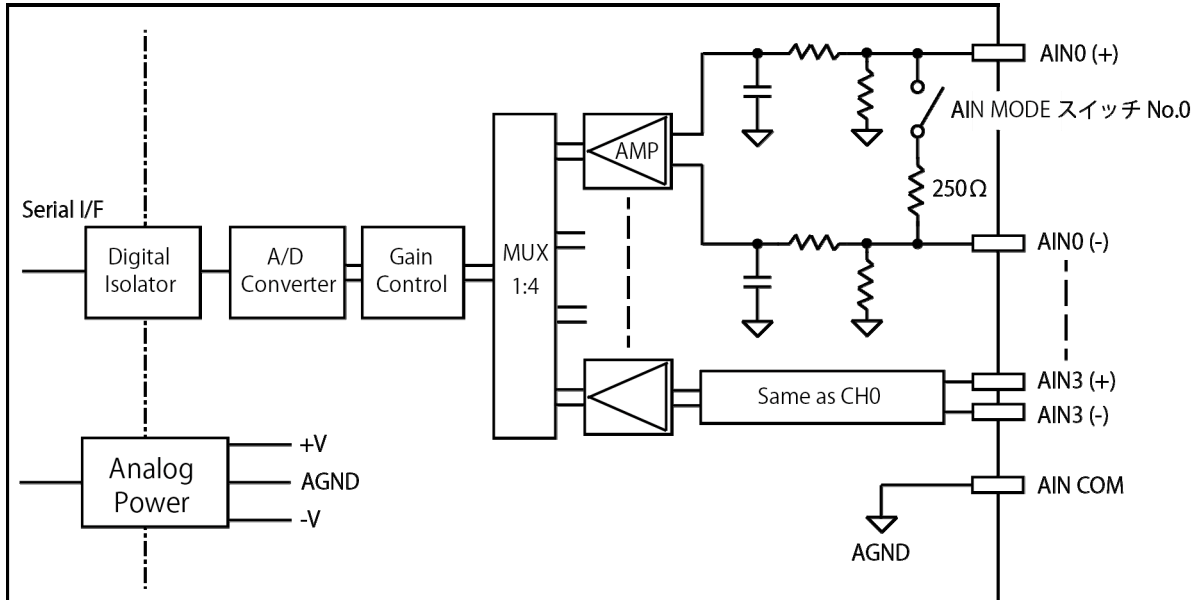 AIN0 (+)
AIN MODE スイッチ No.0
AMP
250Ω
Serial I/F
Digital
Isolator
A/D
Converter
Gain
Control
MUX
1:4
AIN0 (-)
Same as CH0
AIN3 (+)
AIN3 (-)
Analog
Power
+V
AGND
-V
AIN COM
AGND